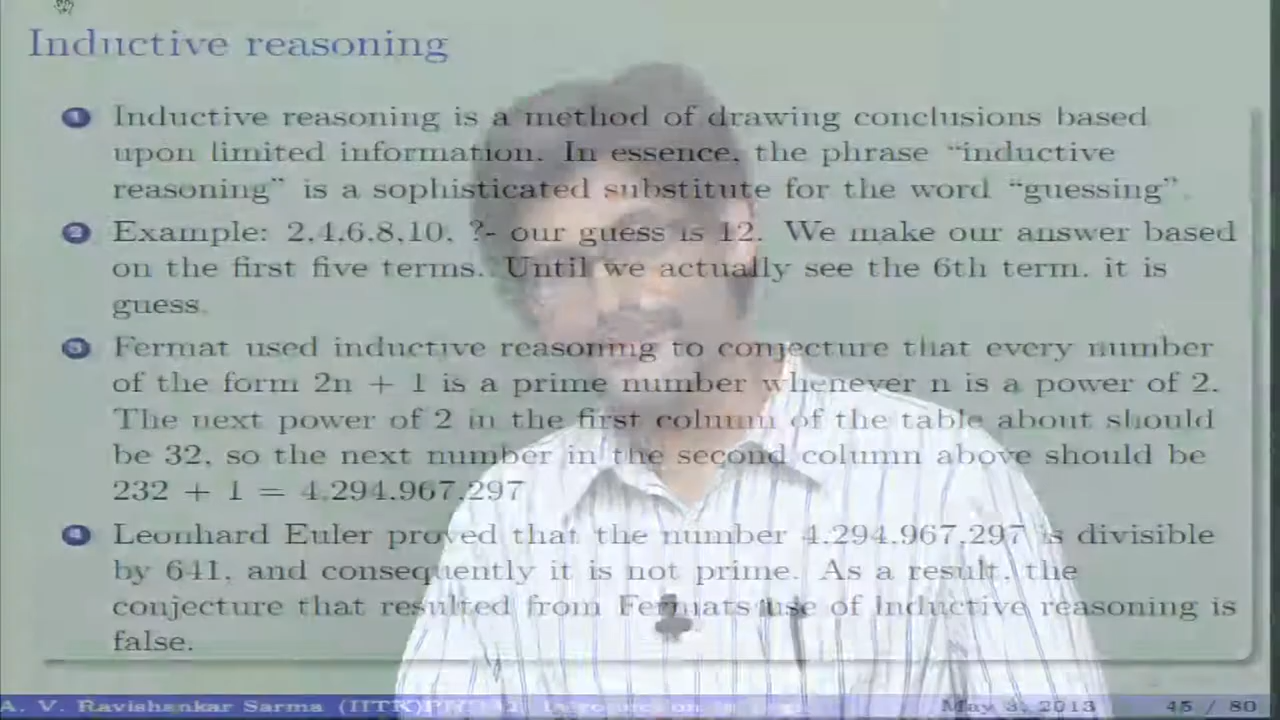 Inductive reasoning
1 Inductive reasoning is a method of drawing conclusions based
upon limited information. In essence, the phrase “inductive
reasoning” is a sophisticated substitute for the word “guessing”.
2 Example: 2,4,6,8,10, ?- our guess is 12. We make our answer based
on the first five terms. Until we actually see the 6th term, it is
guess.
3 Fermat used inductive reasoning to conjecture that every number
of the form 2n + 1 is a prime number whenever n is a power of 2.
The next power of 2 in the first column of the table about should
be 32, so the next number in the second column above should be
232 + 1 = 4,294,967,297
4 Leonhard Euler proved that the number 4,294,967,297 is divisible
by 641, and consequently it is not prime. As a result, the
conjecture that resulted from Fermats use of Inductive reasoning is
false.
A. V. Ravishankar Sarma (IITK) Introduction May 3, 2013 45 / 80